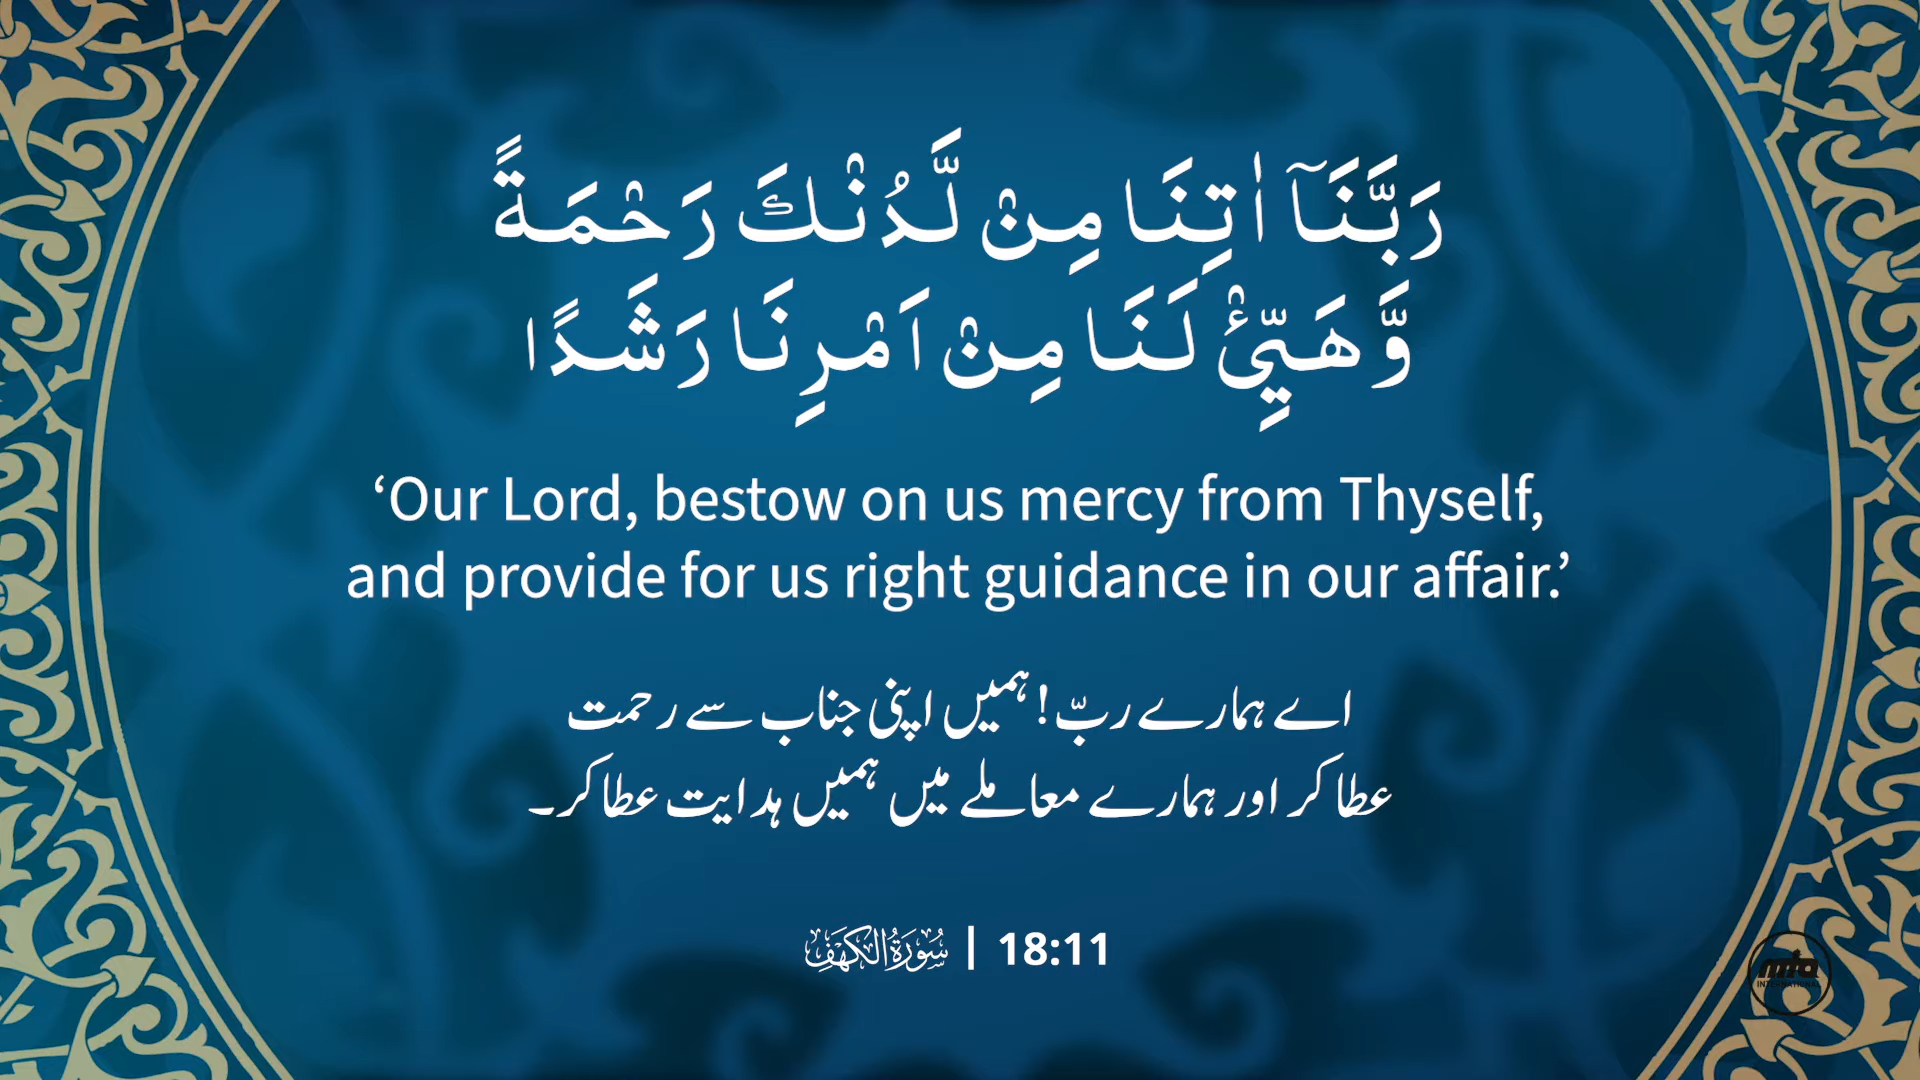 رَبَّنَاۤ اٰتِنَا مِنْ لَّدُنْكَ رَحْمَةً
وَّهَيِّئْ لَنَا مِنْ اَمْرِنَا رَشَدًا
‘Our Lord, bestow on us mercy from Thyself,
and provide for us right guidance in our affair.’
اے ہمارے ربّ! ہمیں اپنی جناب سے رحمت
عطا کر اور ہمارے معاملے میں ہمیں ہدایت عطا کر۔
سُوْرَةُ الْكَهْفِ | 18:11
mta
INTERNATIONAL